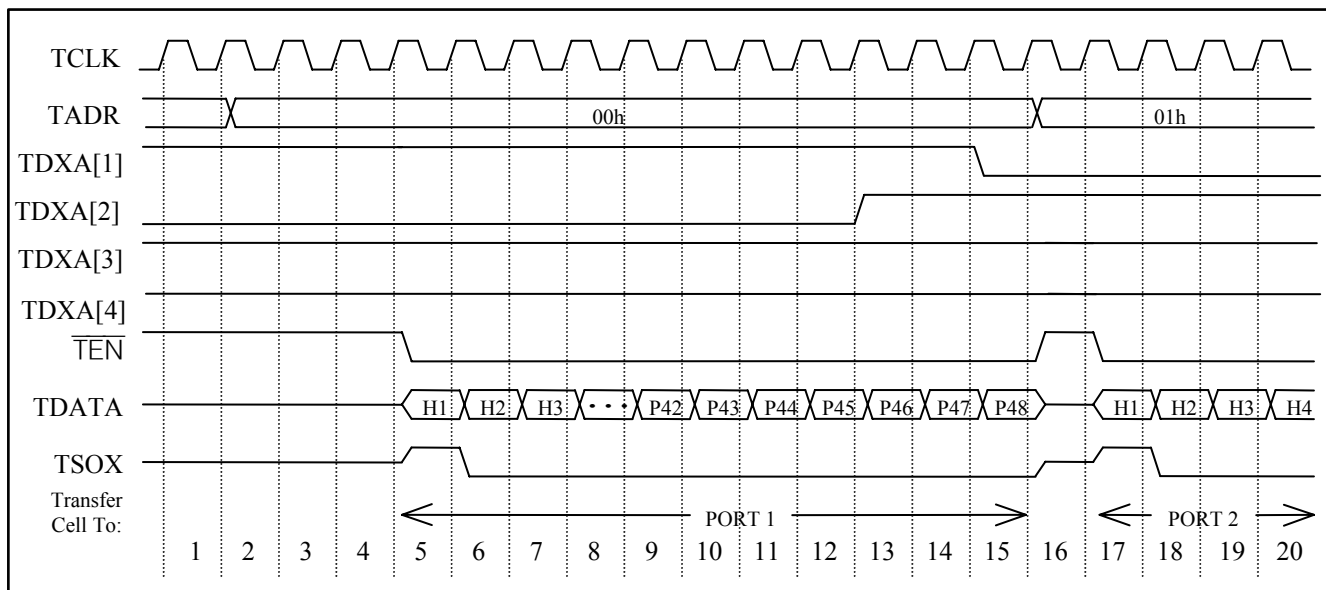 TCLK
TADR 00h 01h
TDXA[1]
TDXA[2]
TDXA[3]
TDXA[4]
TEN
TDATA H1 H2 H3 ... P42 P43 P44 P45 P46 P47 P48 H1 H2 H3 H4
TSOX
Transfer
Cell To: PORT 1 PORT 2
1 2 3 4 5 6 7 8 9 10 11 12 13 14 15 16 17 18 19 20